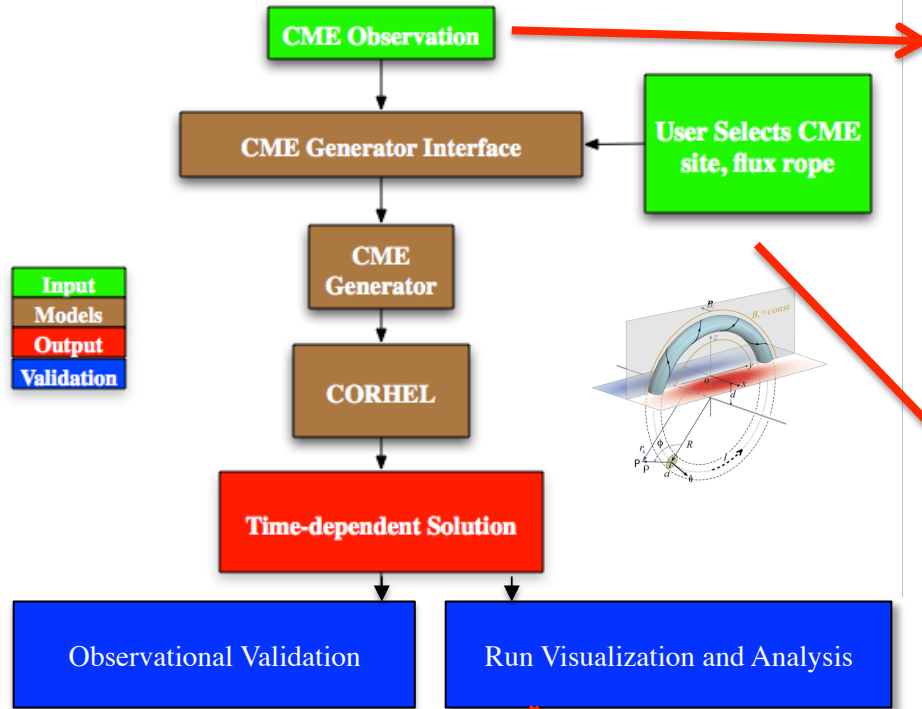 CME Observation
CME Generator Interface
User Selects CME
site, flux rope
CME
Generator
Input
Models
Output
Validation
CORHEL
B
B =const
z
o
x
d
r
φ
R
I
P
ρ
a
θ
Time-dependent Solution
Observational Validation
Run Visualization and Analysis